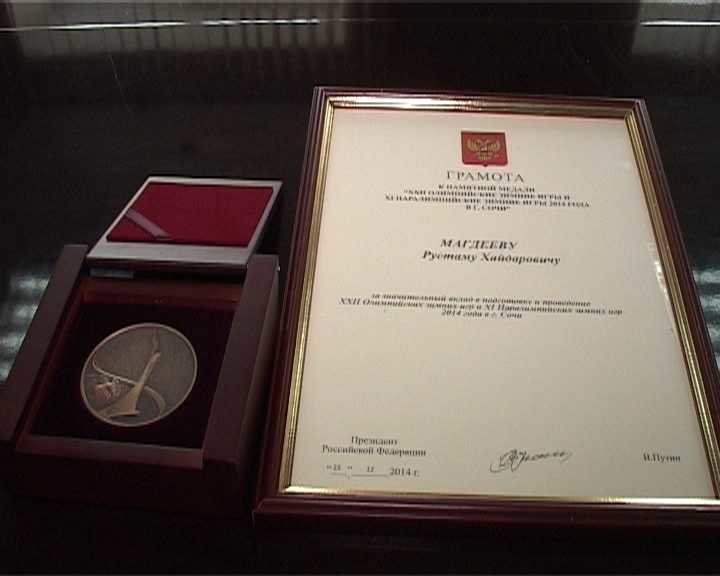 ГРАМОТА
К ПАМЯТНОЙ МЕДАЛИ
"XXII ОЛИМПИЙСКИЕ ЗИМНИЕ ИГРЫ И
XI ПАРАЛИМПИЙСКИЕ ЗИМНИЕ ИГРЫ 2014 ГОДА
В Г. СОЧИ"
МАГДЕЕВУ
Рустаму Хайдаровичу
за значительный вклад в подготовке и проведение
XXII Олимпийских зимних игр и XI Паралимпийских зимних игр
2014 года в г. Сочи
Президент
Российской Федерации
В.Путин
2014 г.